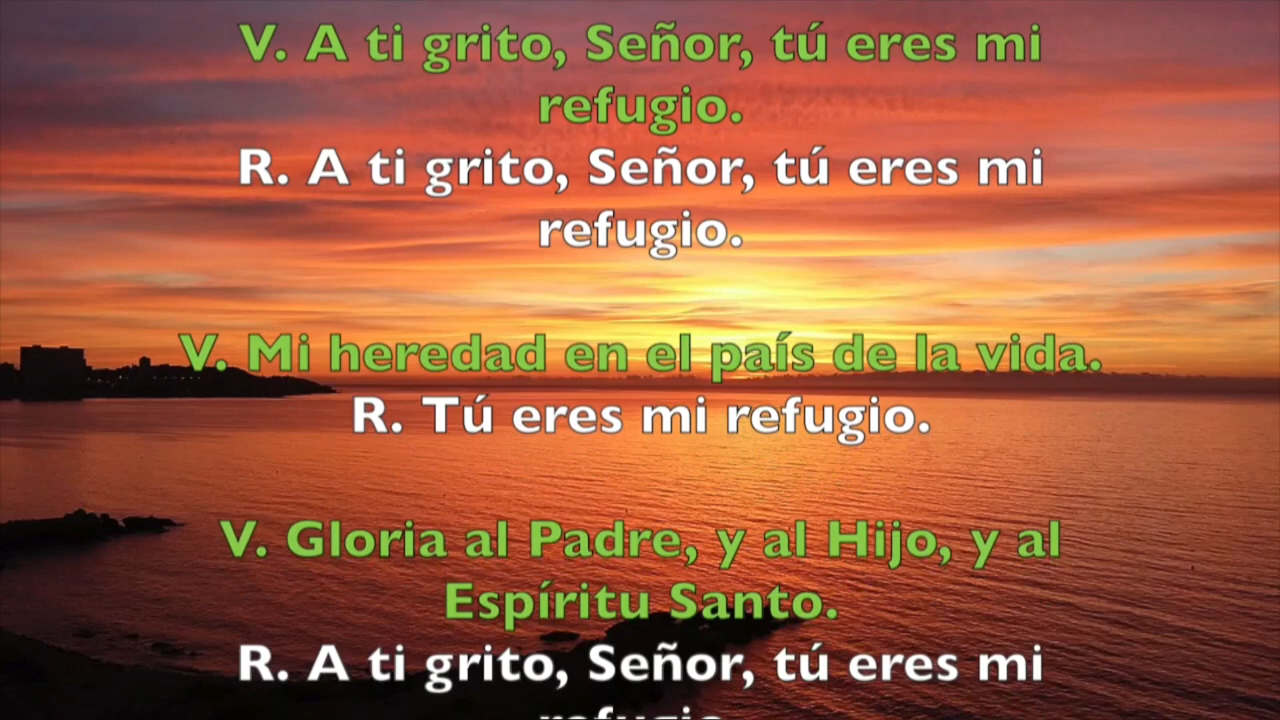 V. A ti grito, Señor, tú eres mi
refugio.
R. A ti grito, Señor, tú eres mi
refugio.
V. Mi heredad en el país de la vida.
R. Tú eres mi refugio.
V. Gloria al Padre, y al Hijo, y al
Espíritu Santo.
R. A ti grito, Señor, tú eres mi
refugio.